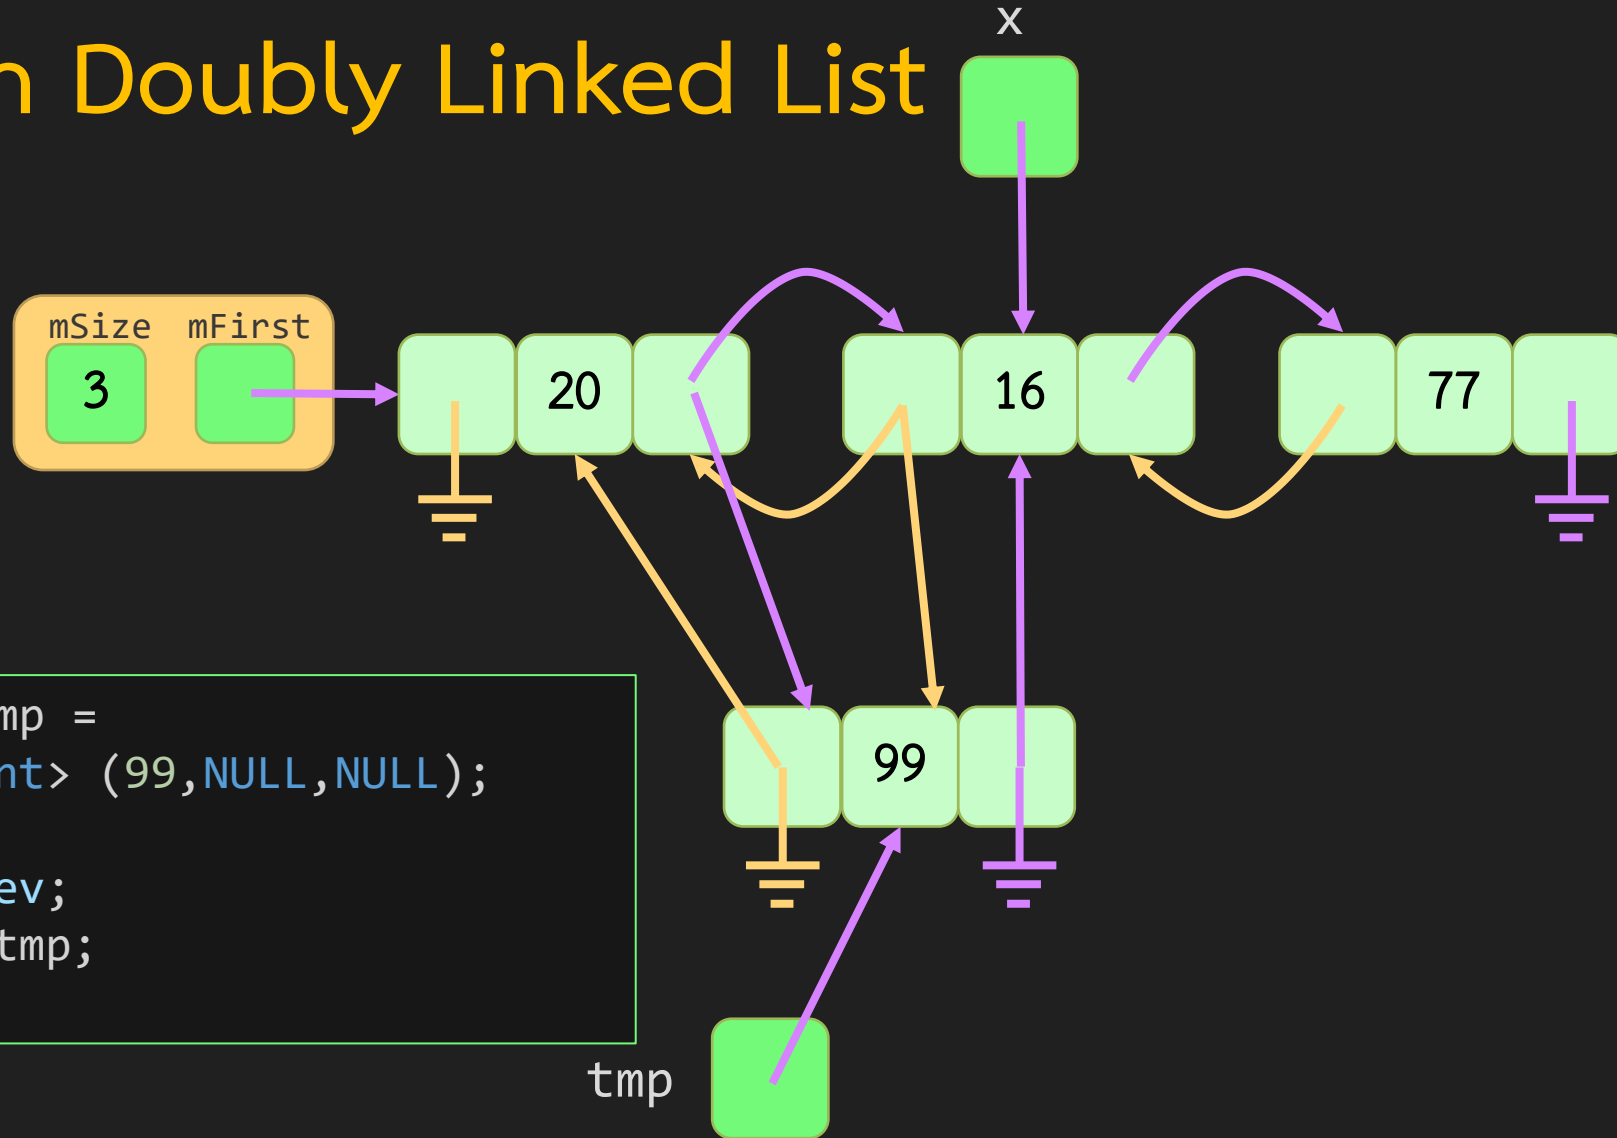 x
n Doubly Linked List
mSize mFirst
3
20 16 77
mp =
nt> (99,NULL,NULL);
ev;
tmp;
99
tmp